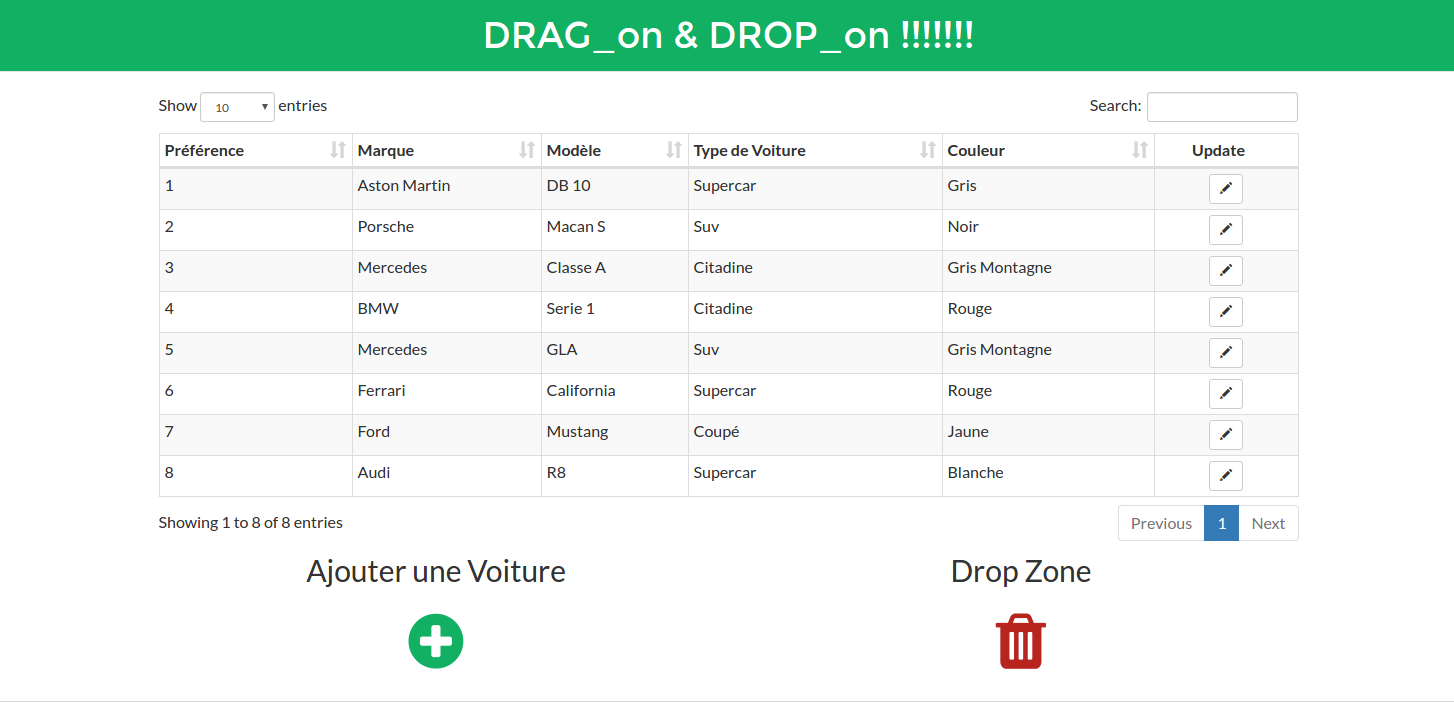 DRAG_on & DROP_on !!!!!!!
Show 10 entries Search:
Préférence Marque Modèle Type de Voiture Couleur Update
1 Aston Martin DB 10 Supercar Gris
2 Porsche Macan S Suv Noir
3 Mercedes Classe A Citadine Gris Montagne
4 BMW Serie 1 Citadine Rouge
5 Mercedes GLA Suv Gris Montagne
6 Ferrari California Supercar Rouge
7 Ford Mustang Coupé Jaune
8 Audi R8 Supercar Blanche
Showing 1 to 8 of 8 entries Previous 1 Next
Ajouter une Voiture Drop Zone